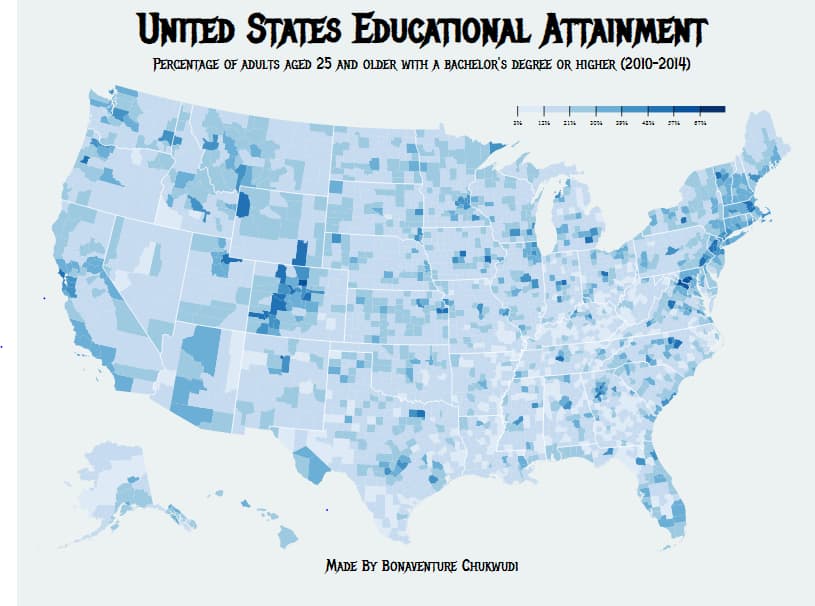 United States Educational Attainment
Percentage of adults aged 25 and older with a bachelor's degree or higher (2010-2014)
3% 12% 21% 30% 39% 48% 57% 67%
Made By Bonaventure Chukwudi